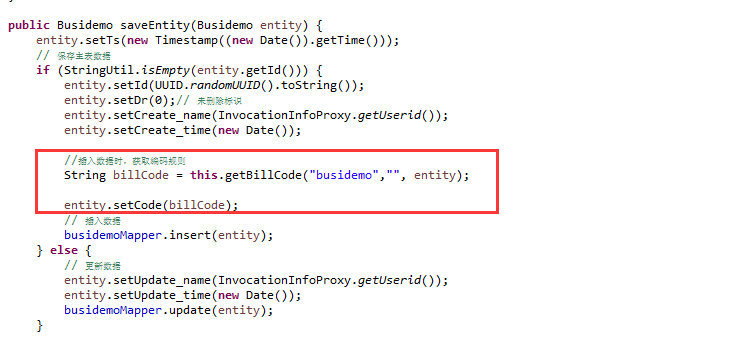 public Busidemo saveEntity(Busidemo entity) {
entity.setTs(new Timestamp((new Date()).getTime()));
// 保存主表数据
if (StringUtil.isEmpty(entity.getId())) {
entity.setId(UUID.randomUUID().toString());
entity.setDr(0);// 未删除标识
entity.setCreate_name(InvocationInfoProxy.getUserid());
entity.setCreate_time(new Date());
//插入数据时，获取编码规则
String billCode = this.getBillCode("busidemo","", entity);
entity.setCode(billCode);
// 插入数据
busidemoMapper.insert(entity);
} else {
// 更新数据
entity.setUpdate_name(InvocationInfoProxy.getUserid());
entity.setUpdate_time(new Date());
busidemoMapper.update(entity);
}